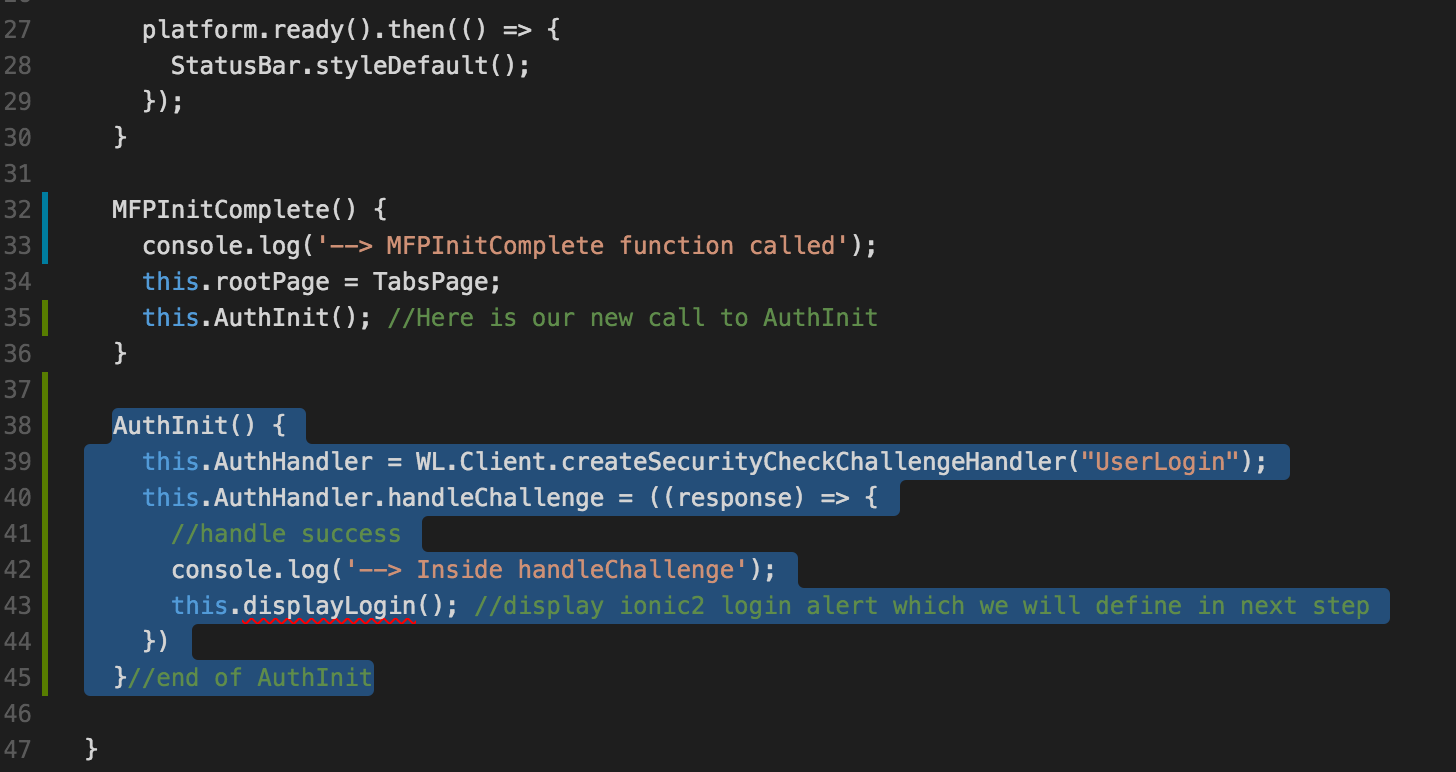 27 platform.ready().then(() => {
28 StatusBar.styleDefault();
29 });
30 }
31
32 MFPInitComplete() {
33 console.log('--> MFPInitComplete function called');
34 this.rootPage = TabsPage;
35 this.AuthInit(); //Here is our new call to AuthInit
36 }
37
38 AuthInit() {
39 this.AuthHandler = WL.Client.createSecurityCheckChallengeHandler("UserLogin");
40 this.AuthHandler.handleChallenge = ((response) => {
41 //handle success
42 console.log('--> Inside handleChallenge');
43 this.displayLogin(); //display ionic2 login alert which we will define in next step
44 })
45 }//end of AuthInit
46
47 }